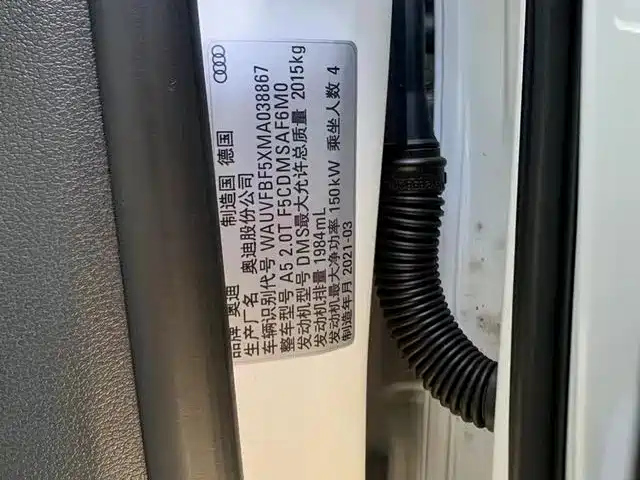 品牌 奥迪 制造国 德国
生产厂名 奥迪股份公司
车辆识别代号 WAUVFBF5XMA038867
整车型号 A5 2.0T F5CDMSAF6M0
发动机型号 DMS最大允许总质量 2015kg
发动机排量 1984mL
发动机最大净功率 150kW 乘坐人数 4
制造年月 2021-03